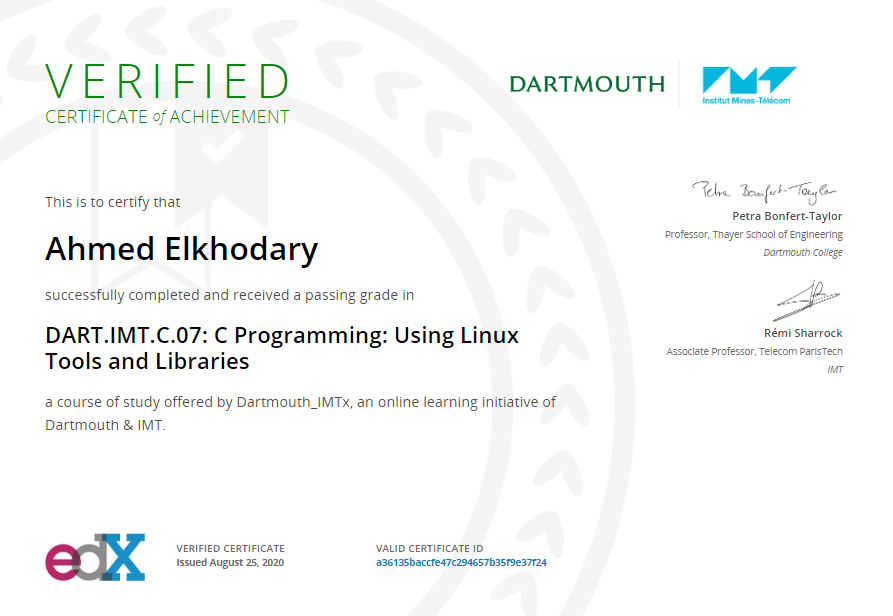 VERIFIED
CERTIFICATE of ACHIEVEMENT
DARTMOUTH
IMT
Institut Mines-Télécom
This is to certify that
Ahmed Elkhodary
successfully completed and received a passing grade in
DART.IMT.C.07: C Programming: Using Linux
Tools and Libraries
a course of study offered by Dartmouth_IMTx, an online learning initiative of
Dartmouth & IMT.
Petra Bonfert-Taylor
Petra Bonfert-Taylor
Professor, Thayer School of Engineering
Dartmouth College
Rémi Sharrock
Associate Professor, Telecom ParisTech
IMT
edX
VERIFIED CERTIFICATE
Issued August 25, 2020
VALID CERTIFICATE ID
a36135baccfe47c294657b35f9e37f24